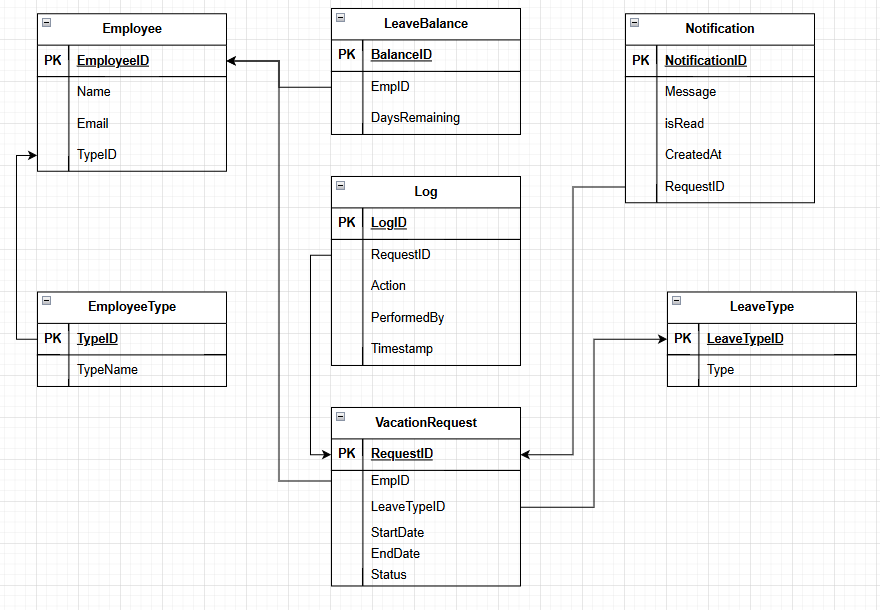 Employee
PK EmployeeID
Name
Email
TypeID
LeaveBalance
PK BalanceID
EmpID
DaysRemaining
Notification
PK NotificationID
Message
isRead
CreatedAt
RequestID
Log
PK LogID
RequestID
Action
PerformedBy
Timestamp
EmployeeType
PK TypeID
TypeName
LeaveType
PK LeaveTypeID
Type
VacationRequest
PK RequestID
EmpID
LeaveTypeID
StartDate
EndDate
Status